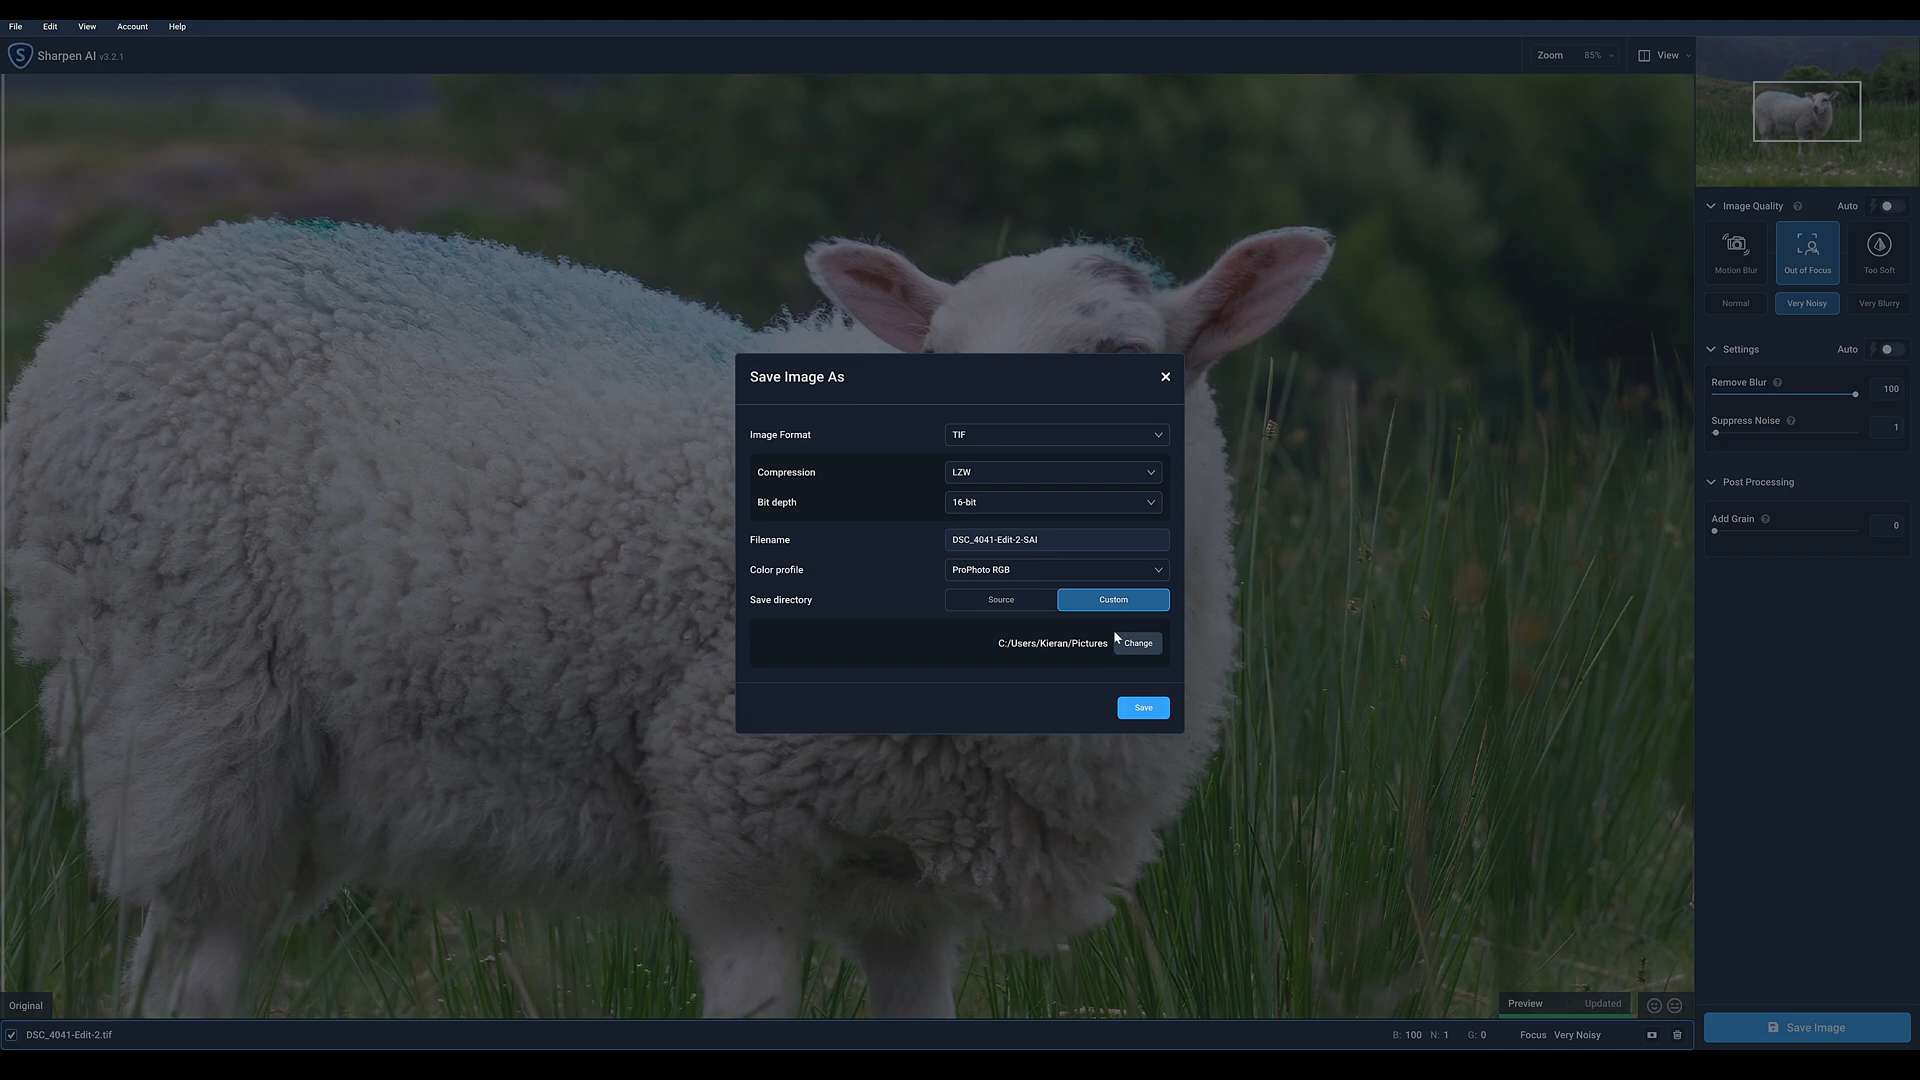 File Edit View Account Help
Sharpen AI v3.2.1
Zoom 85% View
Image Quality Auto
Motion Blur Out of Focus Too Soft
Normal Very Noisy Very Blurry
Settings Auto
Remove Blur 100
Suppress Noise 1
Post Processing
Add Grain 0
Save Image As
Image Format TIF
Compression LZW
Bit depth 16-bit
Filename DSC_4041-Edit-2-SAI
Color profile ProPhoto RGB
Save directory Source Custom
C:/Users/Kieran/Pictures Change
Save
Original
Preview Updated
DSC_4041-Edit-2.tif B: 100 N: 1 G: 0 Focus Very Noisy
Save Image